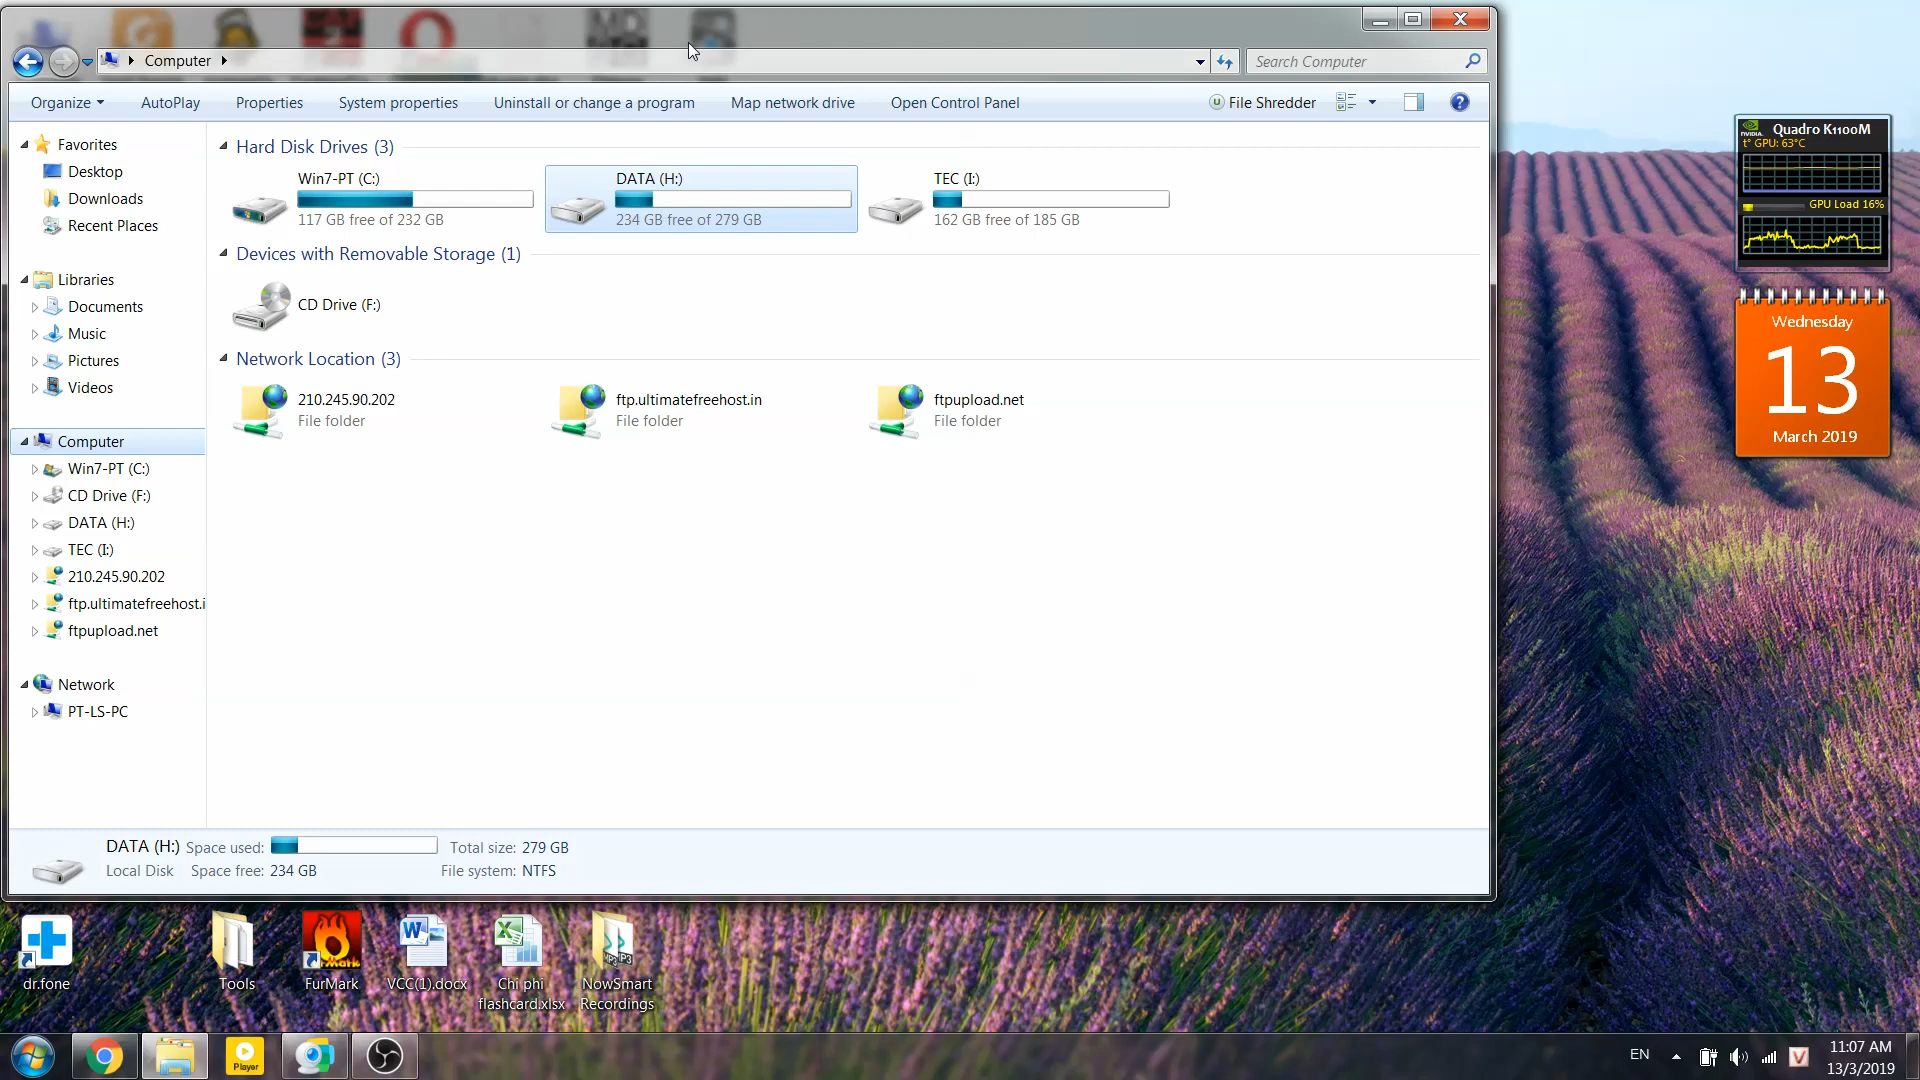 Computer
Search Computer
Organize
AutoPlay
Properties
System properties
Uninstall or change a program
Map network drive
Open Control Panel
File Shredder
Favorites
Desktop
Downloads
Recent Places
Libraries
Documents
Music
Pictures
Videos
Computer
Win7-PT (C:)
CD Drive (F:)
DATA (H:)
TEC (I:)
210.245.90.202
ftp.ultimatefreehost.i
ftpupload.net
Network
PT-LS-PC
Hard Disk Drives (3)
Win7-PT (C:)
117 GB free of 232 GB
DATA (H:)
234 GB free of 279 GB
TEC (I:)
162 GB free of 185 GB
Devices with Removable Storage (1)
CD Drive (F:)
Network Location (3)
210.245.90.202
File folder
ftp.ultimatefreehost.in
File folder
ftpupload.net
File folder
DATA (H:) Space used:
Total size: 279 GB
Local Disk Space free: 234 GB
File system: NTFS
NVIDIA
Quadro K1100M
t° GPU: 63°C
GPU Load 16%
Wednesday
13
March 2019
dr.fone
Tools
FurMark
VCC(1).docx
Chi phi
flashcard.xlsx
NowSmart
Recordings
Player
EN
V
11:07 AM
13/3/2019